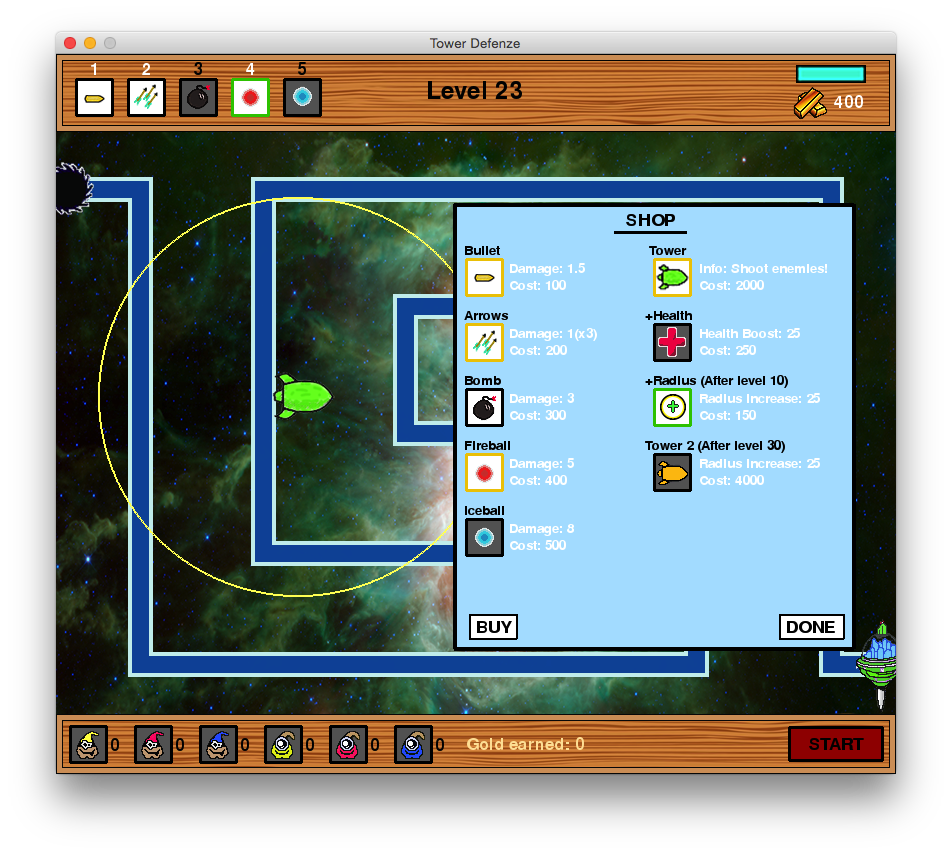 Tower Defenze
1 2 3 4 5
Level 23
400
SHOP
Bullet
Damage: 1.5
Cost: 100
Arrows
Damage: 1(x3)
Cost: 200
Bomb
Damage: 3
Cost: 300
Fireball
Damage: 5
Cost: 400
Iceball
Damage: 8
Cost: 500
Tower
Info: Shoot enemies!
Cost: 2000
+Health
Health Boost: 25
Cost: 250
+Radius (After level 10)
Radius Increase: 25
Cost: 150
Tower 2 (After level 30)
Radius Increase: 25
Cost: 4000
BUY
DONE
0 0 0 0 0 0
Gold earned: 0
START